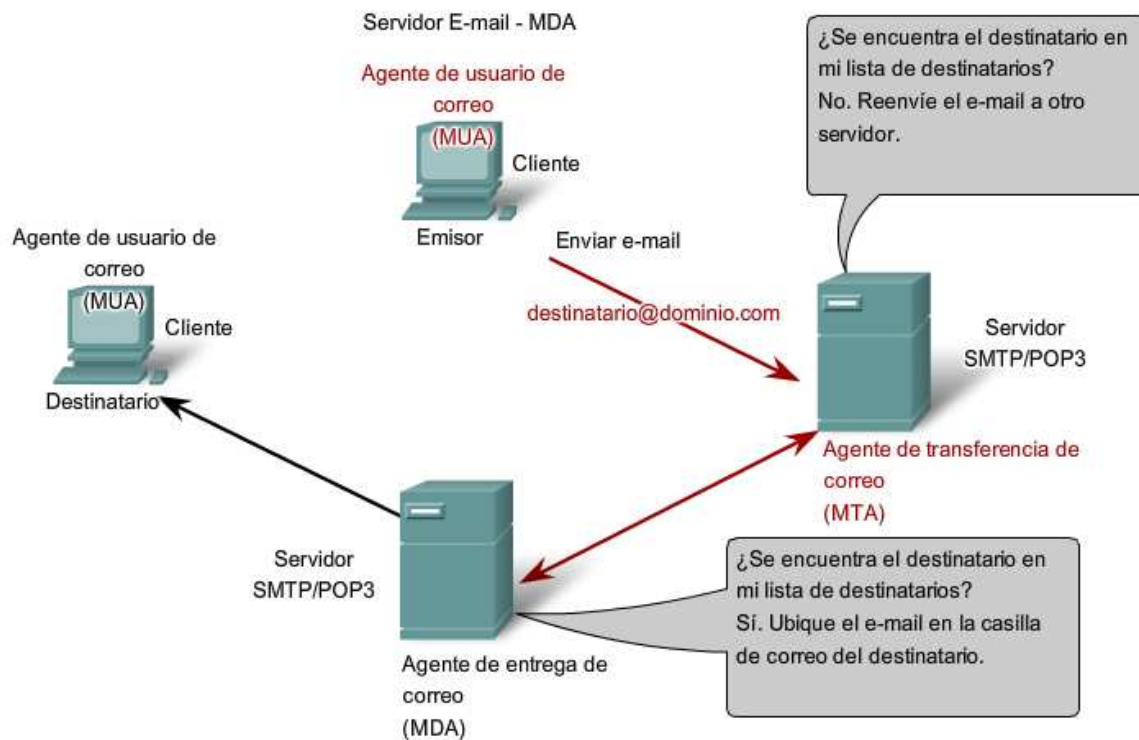 Servidor E-mail - MDA
Agente de usuario de
correo
(MUA)
Cliente
Emisor
Enviar e-mail
destinatario@dominio.com
¿Se encuentra el destinatario en
mi lista de destinatarios?
No. Reenvíe el e-mail a otro
servidor.
Agente de usuario de
correo
(MUA)
Cliente
Destinatario
Servidor
SMTP/POP3
Agente de transferencia de
correo
(MTA)
Servidor
SMTP/POP3
Agente de entrega de
correo
(MDA)
¿Se encuentra el destinatario en
mi lista de destinatarios?
Sí. Ubique el e-mail en la casilla
de correo del destinatario.